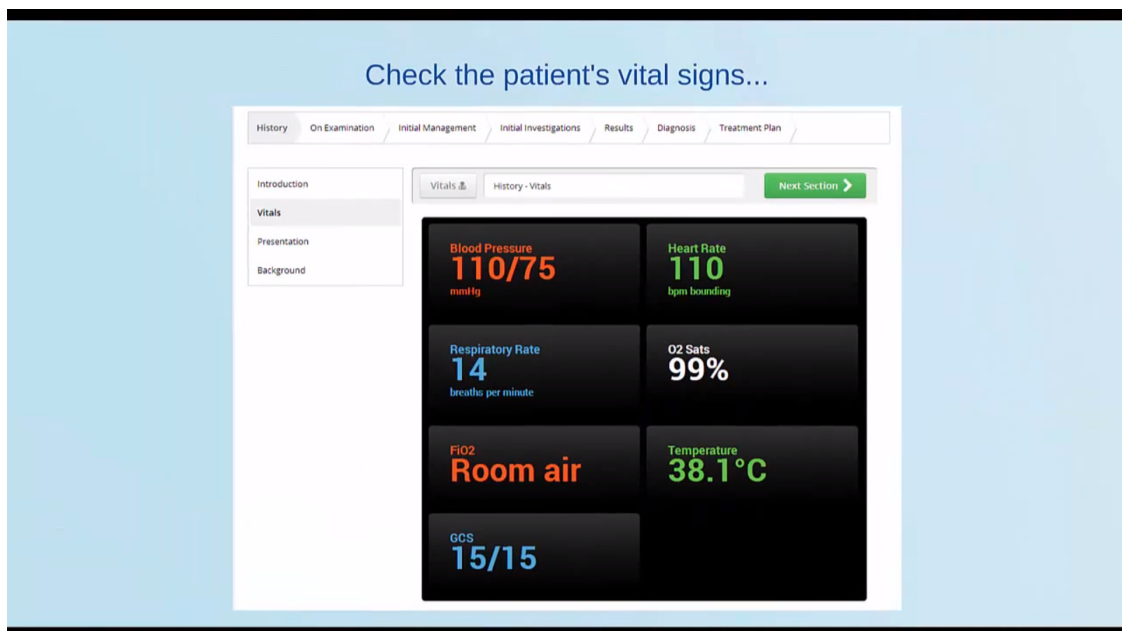 Check the patient's vital signs...
History On Examination Initial Management Initial Investigations Results Diagnosis Treatment Plan
Introduction
Vitals
Presentation
Background
Vitals History - Vitals Next Section
Blood Pressure
110/75
mmHg
Heart Rate
110
bpm bounding
Respiratory Rate
14
breaths per minute
O2 Sats
99%
FiO2
Room air
Temperature
38.1°C
GCS
15/15